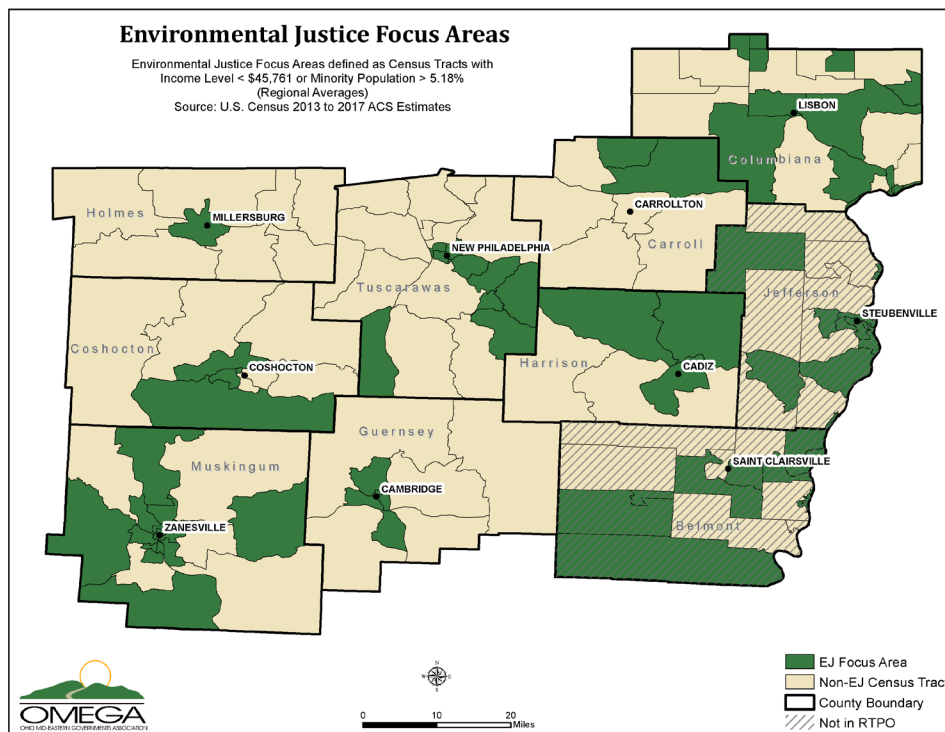 Environmental Justice Focus Areas
Environmental Justice Focus Areas defined as Census Tracts with
Income Level < $45,761 or Minority Population > 5.18%
(Regional Averages)
Source: U.S. Census 2013 to 2017 ACS Estimates
LISBON
Columbiana
Holmes
MILLERSBURG
CARROLLTON
Carroll
NEW PHILADELPHIA
Tuscarawas
Jefferson
STEUBENVILLE
Coshocton
COSHOCTON
Harrison
CADIZ
Guernsey
Muskingum
SAINT CLAIRSVILLE
CAMBRIDGE
Belmont
ZANESVILLE
N
W E
S
OMEGA
OHIO MID-EASTERN GOVERNMENTS ASSOCIATION
0 10 20
Miles
EJ Focus Area
Non-EJ Census Tract
County Boundary
Not in RTPO